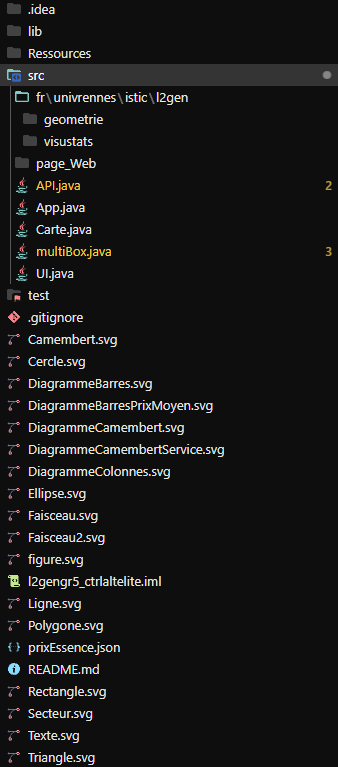 .idea
lib
Ressources
src
fr\univrennes\istic\l2gen
geometrie
visustats
page_Web
API.java 2
App.java
Carte.java
multiBox.java 3
UI.java
test
.gitignore
Camembert.svg
Cercle.svg
DiagrammeBarres.svg
DiagrammeBarresPrixMoyen.svg
DiagrammeCamembert.svg
DiagrammeCamembertService.svg
DiagrammeColonnes.svg
Ellipse.svg
Faisceau.svg
Faisceau2.svg
figure.svg
l2gengr5_ctrlaltelite.iml
Ligne.svg
Polygone.svg
prixEssence.json
README.md
Rectangle.svg
Secteur.svg
Texte.svg
Triangle.svg